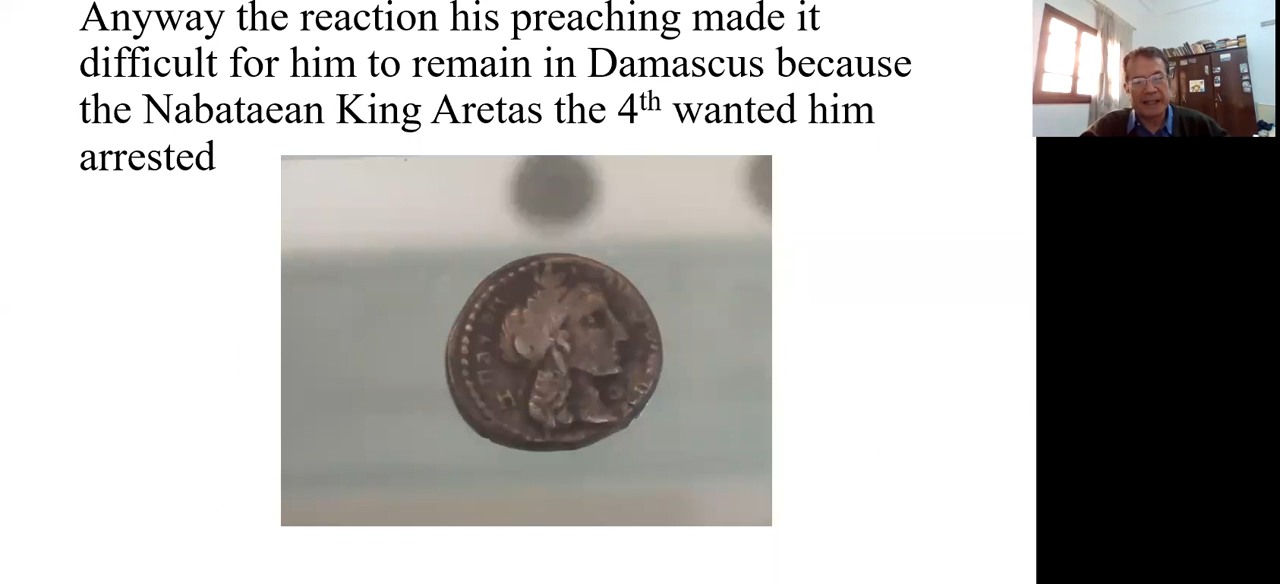 Anyway the reaction his preaching made it
difficult for him to remain in Damascus because
the Nabataean King Aretas the 4th wanted him
arrested